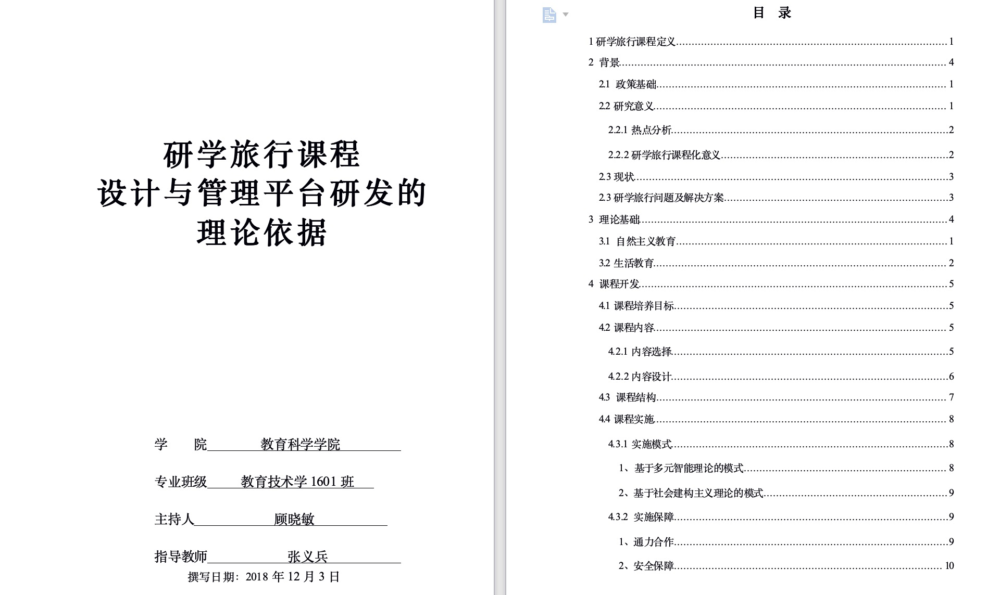 研学旅行课程
设计与管理平台研发的
理论依据
学 院 教育科学学院
专业班级 教育技术学 1601 班
主持人 顾晓敏
指导教师 张义兵
撰写日期：2018 年 12 月 3 日
目 录
1 研学旅行课程定义........................................1
2 背景........................................4
2.1 政策基础........................................1
2.2 研究意义........................................1
2.2.1 热点分析........................................2
2.2.2 研学旅行课程化意义........................................2
2.3 现状........................................3
2.3 研学旅行问题及解决方案........................................3
3 理论基础........................................4
3.1 自然主义教育........................................1
3.2 生活教育........................................2
4 课程开发........................................5
4.1 课程培养目标........................................5
4.2 课程内容........................................5
4.2.1 内容选择........................................5
4.2.2 内容设计........................................6
4.3 课程结构........................................7
4.4 课程实施........................................8
4.3.1 实施模式........................................8
1、基于多元智能理论的模式........................................8
2、基于社会建构主义理论的模式........................................9
4.3.2 实施保障........................................9
1、通力合作........................................9
2、安全保障........................................10